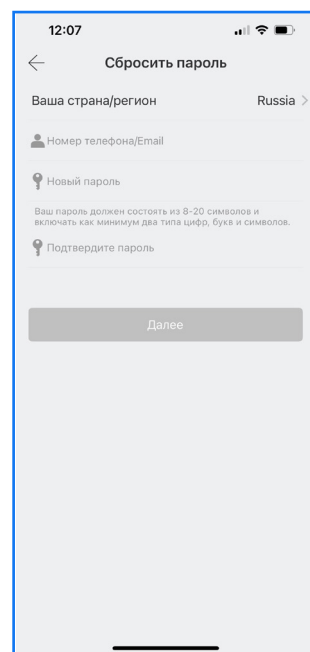 12:07
Сбросить пароль
Ваша страна/регион Russia
Номер телефона/Email
Новый пароль
Ваш пароль должен состоять из 8-20 символов и
включать как минимум два типа цифр, букв и символов.
Подтвердите пароль
Далее